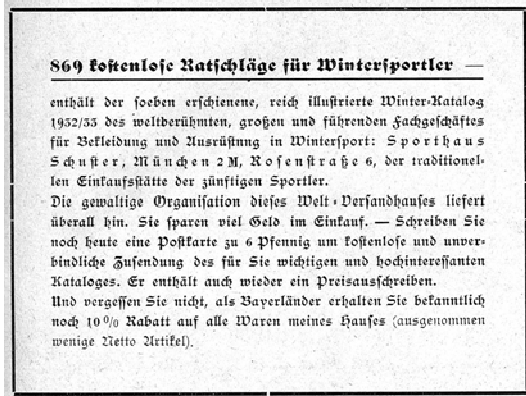 869 kostenlose Ratschläge für Wintersportler —
enthält der soeben erschienene, reich illustrierte Winter-Katalog
1932/33 des weltberühmten, großen und führenden Fachgeschäftes
für Bekleidung und Ausrüstung in Wintersport: Sporthaus
Schuster, München 2 M, Rosenstraße 6, der traditionel-
len Einkaufsstätte der zünftigen Sportler.
Die gewaltige Organisation dieses Welt-Versandhauses liefert
überall hin. Sie sparen viel Geld im Einkauf. — Schreiben Sie
noch heute eine Postkarte zu 6 Pfennig um kostenlose und unver-
bindliche Zusendung des für Sie wichtigen und hochinteressanten
Kataloges. Er enthält auch wieder ein Preisausschreiben.
Und vergessen Sie nicht, als Bayerländer erhalten Sie bekanntlich
noch 10% Rabatt auf alle Waren meines Hauses (ausgenommen
wenige Netto Artikel).